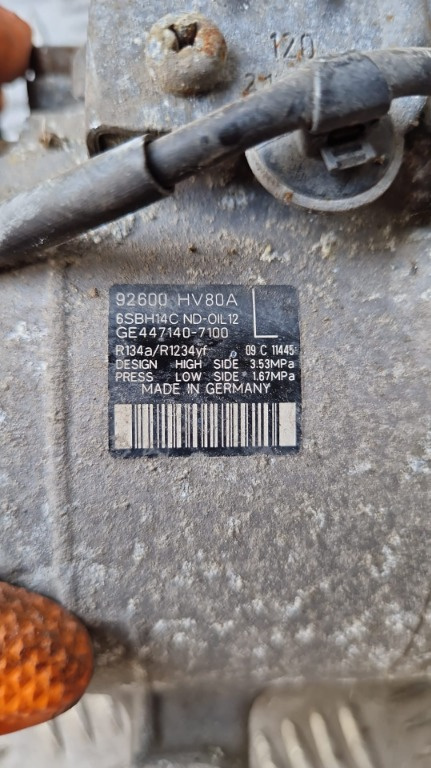 120
92600 HV80A
6SBH14C ND-OIL12
GE447140-7100
L
R134a/R1234yf 09 C 11445
DESIGN HIGH SIDE 3.53MPa
PRESS LOW SIDE 1.67MPa
MADE IN GERMANY